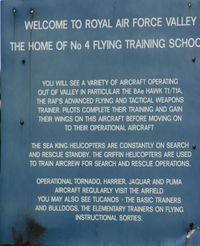 WELCOME TO ROYAL AIR FORCE VALLEY
THE HOME OF No 4 FLYING TRAINING SCHOO
YOU WILL SEE A VARIETY OF AIRCRAFT OPERATING
OUT OF VALLEY IN PARTICULAR THE BAe HAWK T1/T1A.
THE RAF'S ADVANCED FLYING AND TACTICAL WEAPONS
TRAINER. PILOTS COMPLETE THEIR TRAINING AND GAIN
THEIR WINGS ON THIS AIRCRAFT BEFORE MOVING ON
TO THEIR OPERATIONAL AIRCRAFT
THE SEA KING HELICOPTERS ARE CONSTANTLY ON SEARCH
AND RESCUE STANDBY. THE GRIFFIN HELICOPTERS ARE USED
TO TRAIN AIRCREW FOR SEARCH AND RESCUE OPERATIONS.
OPERATIONAL TORNADO, HARRIER, JAGUAR AND PUMA
AIRCRAFT REGULARLY VISIT THE AIRFIELD
YOU MAY ALSO SEE TUCANOS - THE BASIC TRAINERS
AND BULLDOGS, THE ELEMENTARY TRAINERS ON FLYING
INSTRUCTIONAL SORTIES.